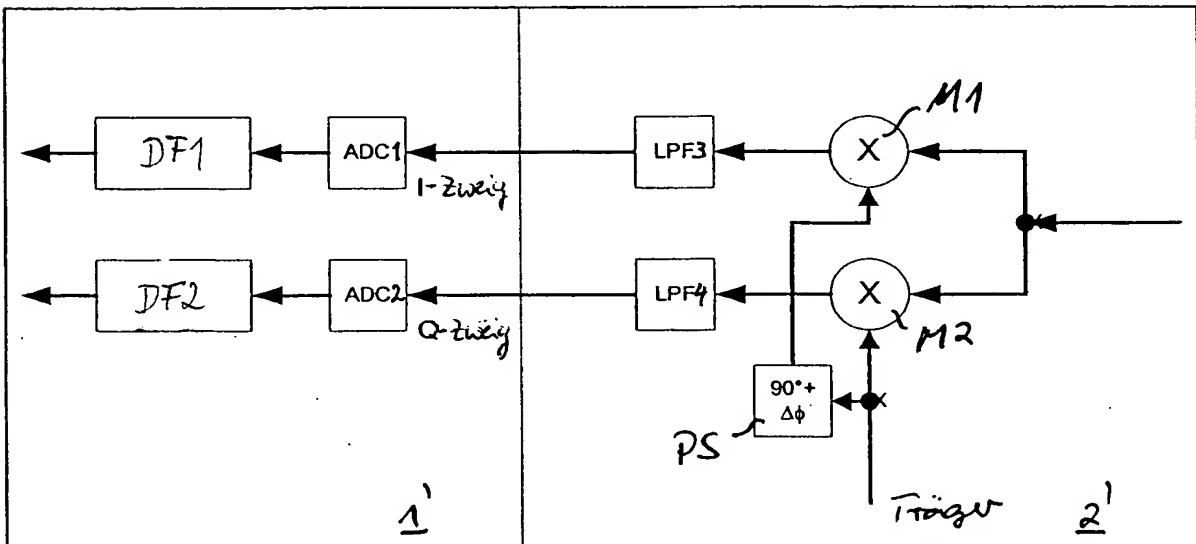 M1
DF1
ADC1
LPF3
X
I-Zweig
DF2
ADC2
LPF4
X
Q-Zweig
M2
90°+
Δϕ
PS
1'
Träger
2'